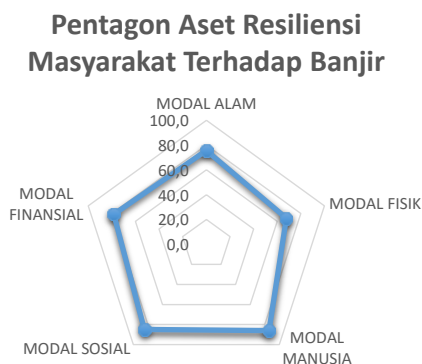 Pentagon Aset Resiliensi
Masyarakat Terhadap Banjir
MODAL ALAM
100,0
80,0
60,0
40,0
20,0
0,0
MODAL FISIK
MODAL
MANUSIA
MODAL SOSIAL
MODAL
FINANSIAL